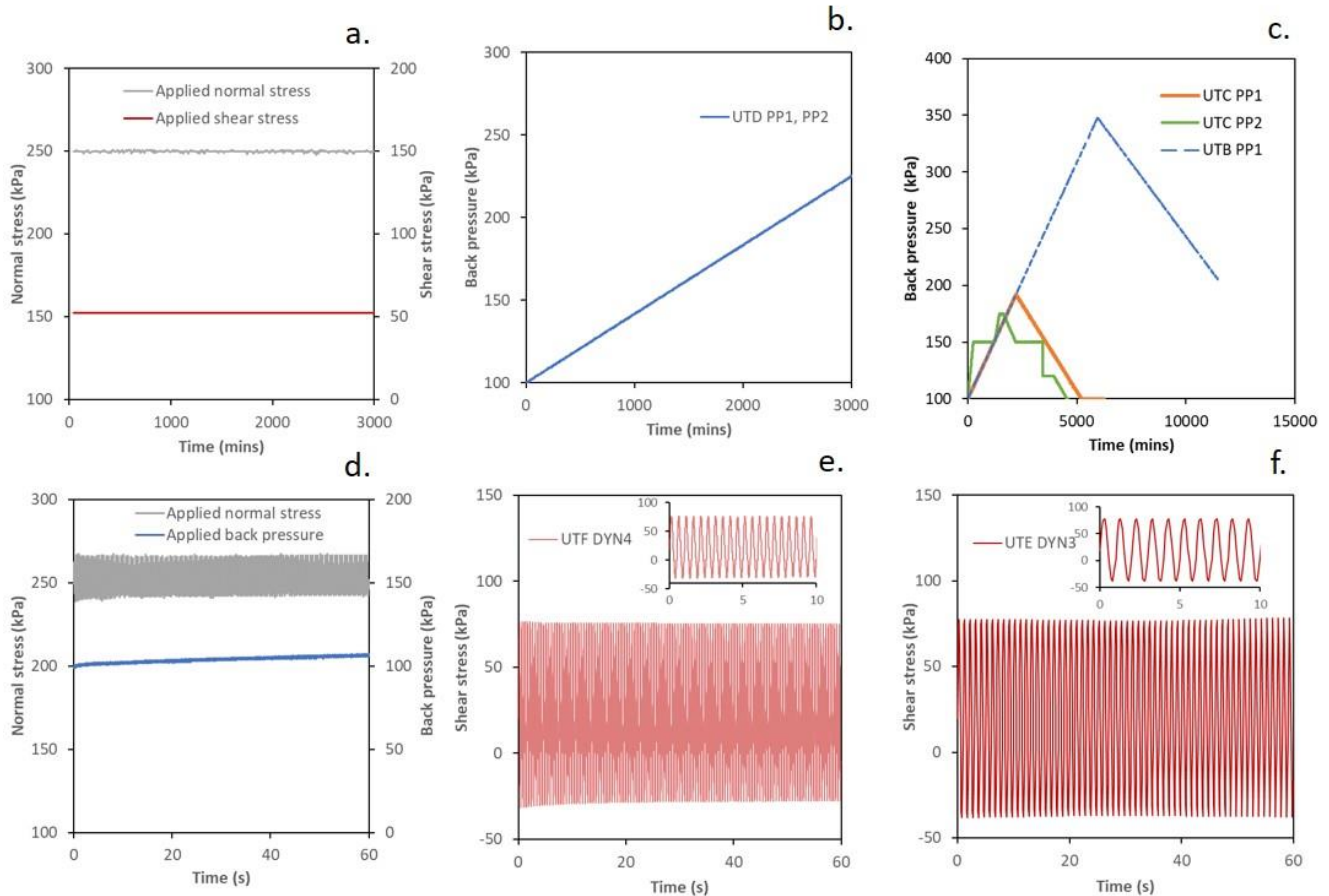 a.
300
250
200
150
100
Normal stress (kPa)
Applied normal stress
Applied shear stress
200
150
100
50
0
Shear stress (kPa)
0 1000 2000 3000
Time (mins)
b.
300
250
200
150
100
Back pressure (kPa)
UTD PP1, PP2
0 1000 2000 3000
Time (mins)
c.
400
350
300
250
200
150
100
Back pressure (kPa)
UTC PP1
UTC PP2
UTB PP1
0 5000 10000 15000
Time (mins)
d.
300
250
200
150
100
Normal stress (kPa)
Applied normal stress
Applied back pressure
200
150
100
50
0
Back pressure (kPa)
0 20 40 60
Time (s)
e.
150
100
75
50
0
-50
Shear stress (kPa)
UTF DYN4
100
50
0
-50
0 5 10
0 20 40 60
Time (s)
f.
150
100
50
0
-50
Shear stress (kPa)
UTE DYN3
100
50
0
-50
0 5 10
0 20 40 60
Time (s)